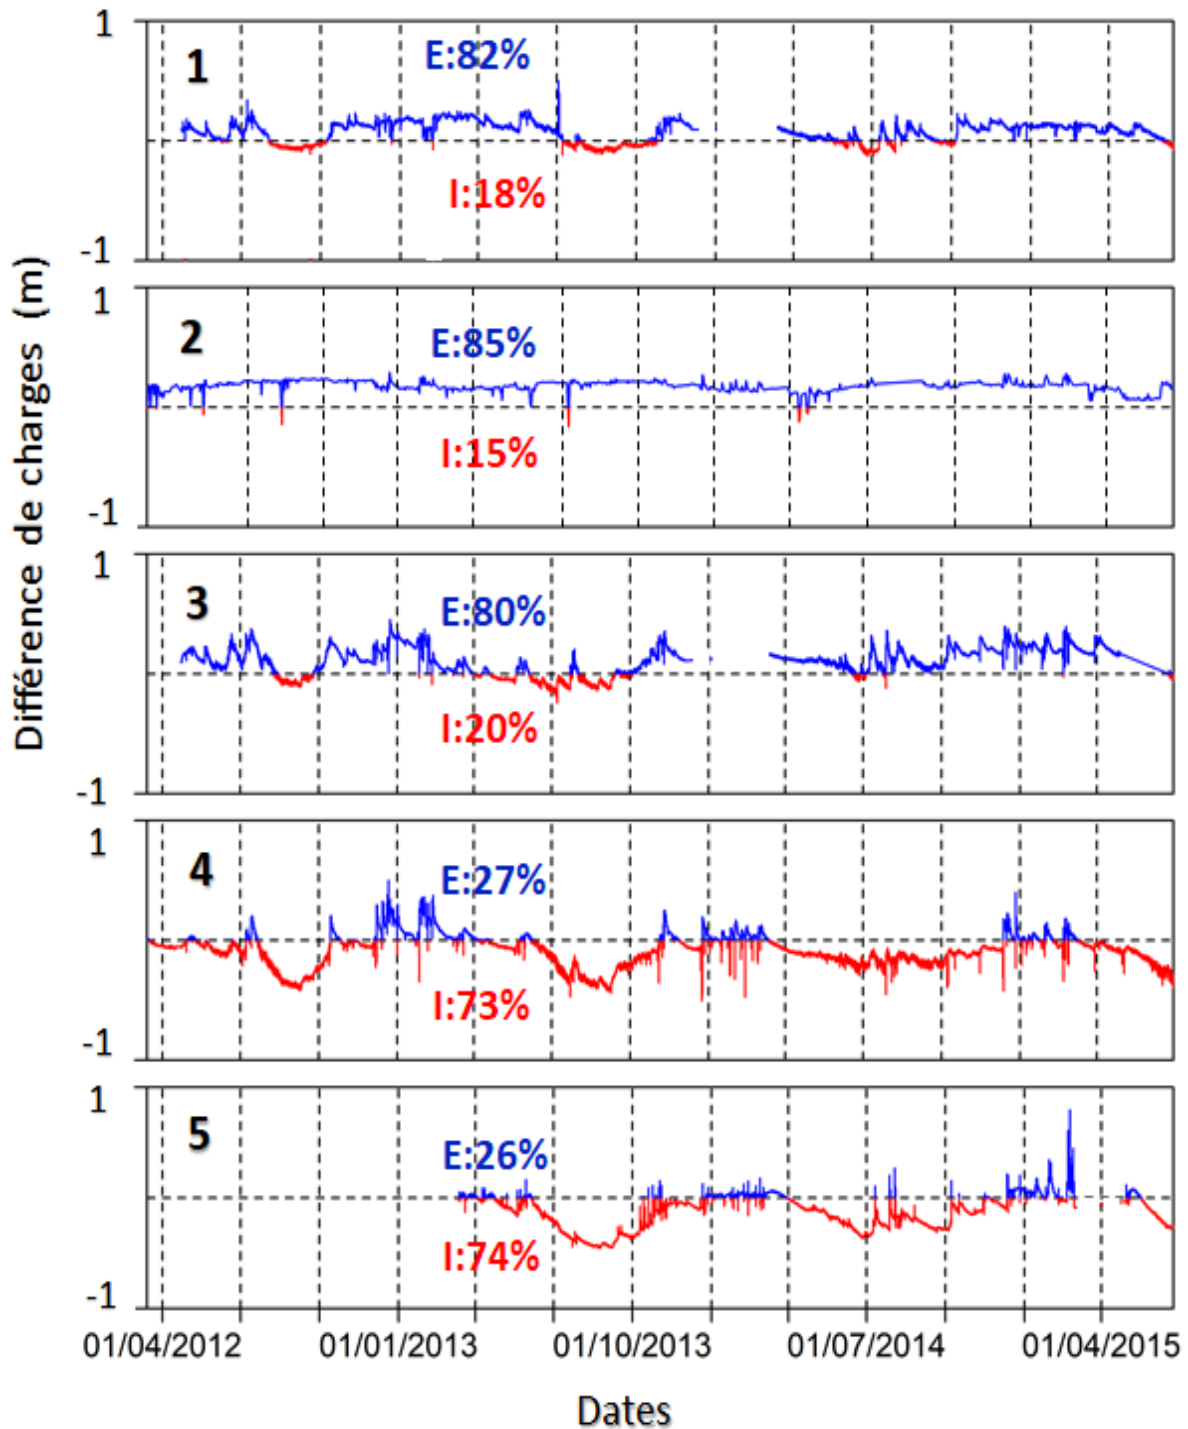 1
1
E:82%
I:18%
-1
1
2
E:85%
I:15%
-1
Différence de charges (m)
1
3
E:80%
I:20%
-1
1
4
E:27%
I:73%
-1
1
5
E:26%
I:74%
-1
01/04/2012 01/01/2013 01/10/2013 01/07/2014 01/04/2015
Dates